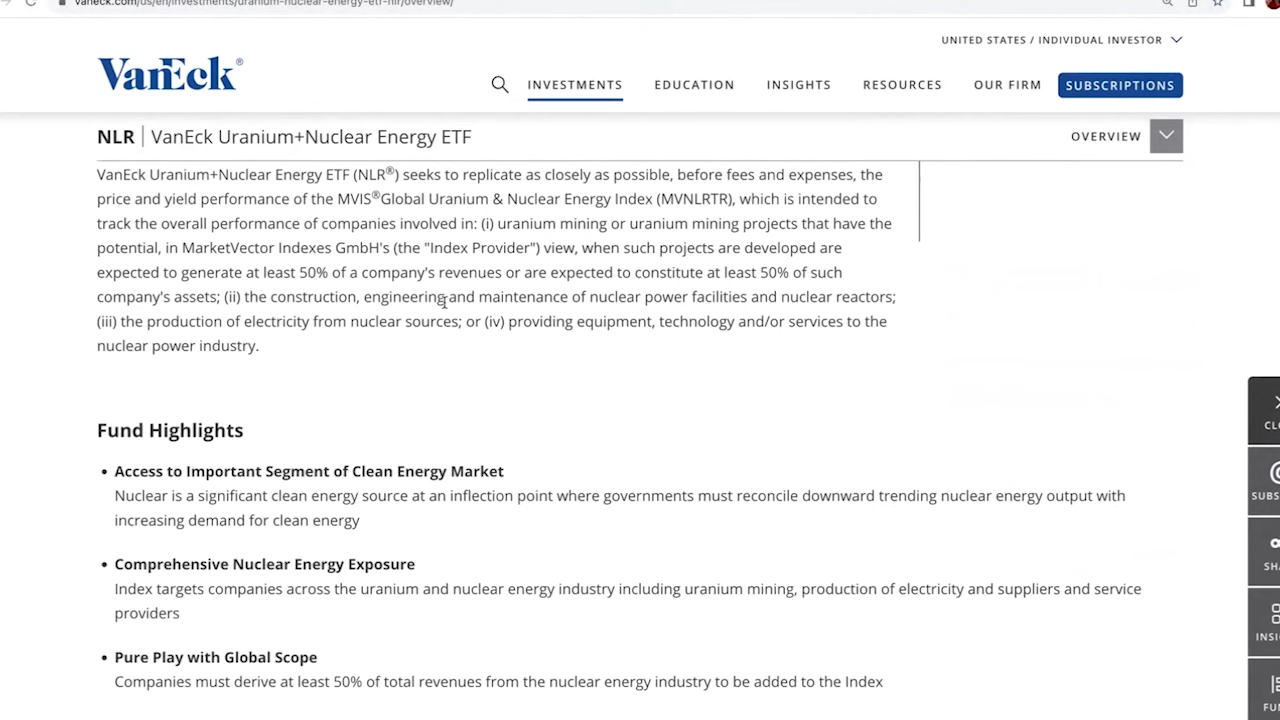 vaneck.com/us/en/investments/uranium-nuclear-energy-etf-nlr/overview/
UNITED STATES / INDIVIDUAL INVESTOR
VanEck®
INVESTMENTS
EDUCATION
INSIGHTS
RESOURCES
OUR FIRM
SUBSCRIPTIONS
NLR | VanEck Uranium+Nuclear Energy ETF
OVERVIEW
VanEck Uranium+Nuclear Energy ETF (NLR®) seeks to replicate as closely as possible, before fees and expenses, the
price and yield performance of the MVIS®Global Uranium & Nuclear Energy Index (MVNLRTR), which is intended to
track the overall performance of companies involved in: (i) uranium mining or uranium mining projects that have the
potential, in MarketVector Indexes GmbH's (the "Index Provider") view, when such projects are developed are
expected to generate at least 50% of a company's revenues or are expected to constitute at least 50% of such
company's assets; (ii) the construction, engineering and maintenance of nuclear power facilities and nuclear reactors;
(iii) the production of electricity from nuclear sources; or (iv) providing equipment, technology and/or services to the
nuclear power industry.
Fund Highlights
• Access to Important Segment of Clean Energy Market
Nuclear is a significant clean energy source at an inflection point where governments must reconcile downward trending nuclear energy output with
increasing demand for clean energy
• Comprehensive Nuclear Energy Exposure
Index targets companies across the uranium and nuclear energy industry including uranium mining, production of electricity and suppliers and service
providers
• Pure Play with Global Scope
Companies must derive at least 50% of total revenues from the nuclear energy industry to be added to the Index